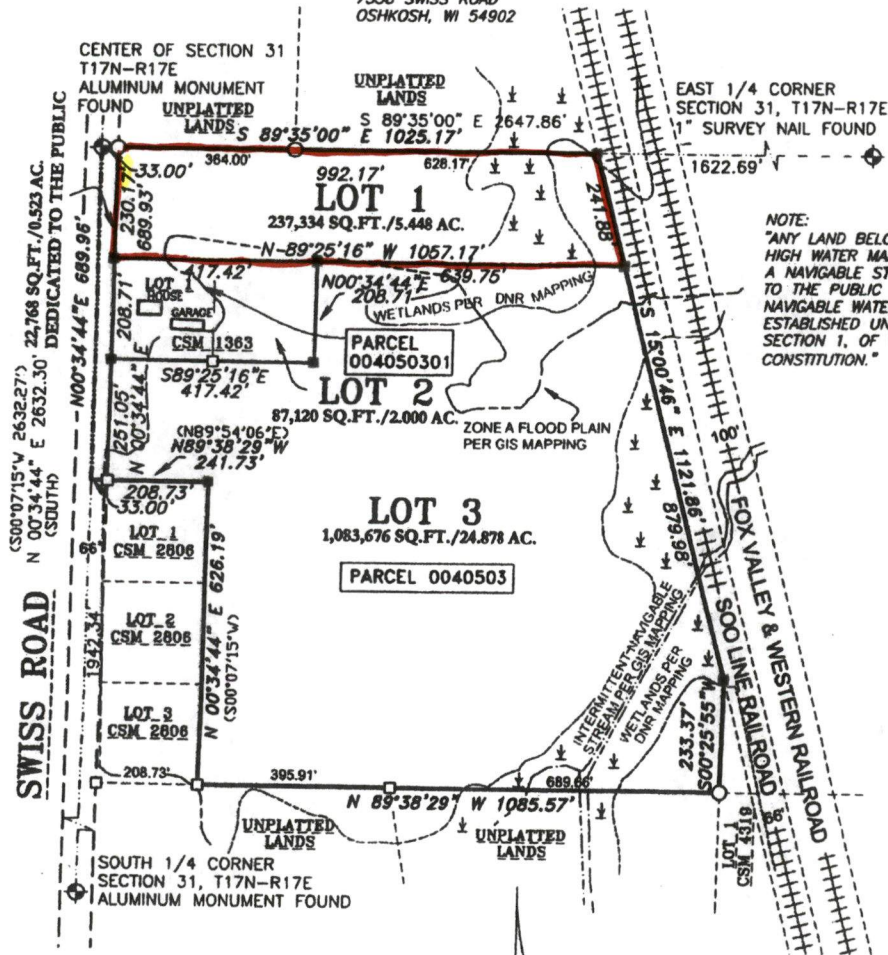 OSHKOSH, WI 54902
CENTER OF SECTION 31
T17N-R17E
ALUMINUM MONUMENT
FOUND
UNPLATTED
LANDS
UNPLATTED
LANDS
S 89°35'00" E 2647.86'
S 89°35'00" E 1025.17'
EAST 1/4 CORNER
SECTION 31, T17N-R17E
1" SURVEY NAIL FOUND
1622.69'
364.00'
628.17'
33.00'
992.17'
LOT 1
237,334 SQ.FT./5.448 AC.
230.17'
689.93'
247.88'
N 89°25'16" W 1057.17'
417.42'
639.75'
N00°34'44"E
208.71'
WETLANDS PER DNR MAPPING
22,768 SQ.FT./0.523 AC.
DEDICATED TO THE PUBLIC
N00°34'44"E 689.96'
NOTE:
"ANY LAND BELO
HIGH WATER MA
A NAVIGABLE ST
TO THE PUBLIC
NAVIGABLE WATE
ESTABLISHED UN
SECTION 1, OF
CONSTITUTION."
LOT 1
HOUSE
GARAGE
CSM 1363
208.71'
PARCEL
004050301
S89°25'16"E
417.42'
LOT 2
87,120 SQ.FT./2.000 AC.
ZONE A FLOOD PLAIN
PER GIS MAPPING
251.05'
N 00°34'44" E
(N89°54'06"E)
N89°38'29"W
241.73'
208.73'
33.00'
S 15°00'46" E 1121.86'
879.98'
100'
LOT 3
1,083,676 SQ.FT./24.878 AC.
PARCEL 0040503
(S00°07'15"W 2632.27')
N 00°34'44" E 2632.30'
(SOUTH)
SWISS ROAD
66'
1942.34
LOT 1
CSM 2806
LOT 2
CSM 2806
LOT 3
CSM 2806
N 00°34'44" E 626.19'
(S00°07'15"W)
INTERMITTENT-NAVIGABLE
STREAM PER GIS MAPPING
WETLANDS PER
DNR MAPPING
FOX VALLEY & WESTERN RAILROAD
SOO LINE RAILROAD
233.37'
S00°25'55"W
208.73'
395.91'
689.66'
N 89°38'29" W 1085.57'
UNPLATTED
LANDS
UNPLATTED
LANDS
LOT 1
CSM 4319
66'
SOUTH 1/4 CORNER
SECTION 31, T17N-R17E
ALUMINUM MONUMENT FOUND